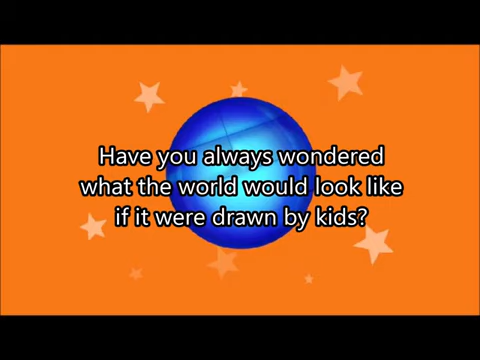 Have you always wondered
what the world would look like
if it were drawn by kids?